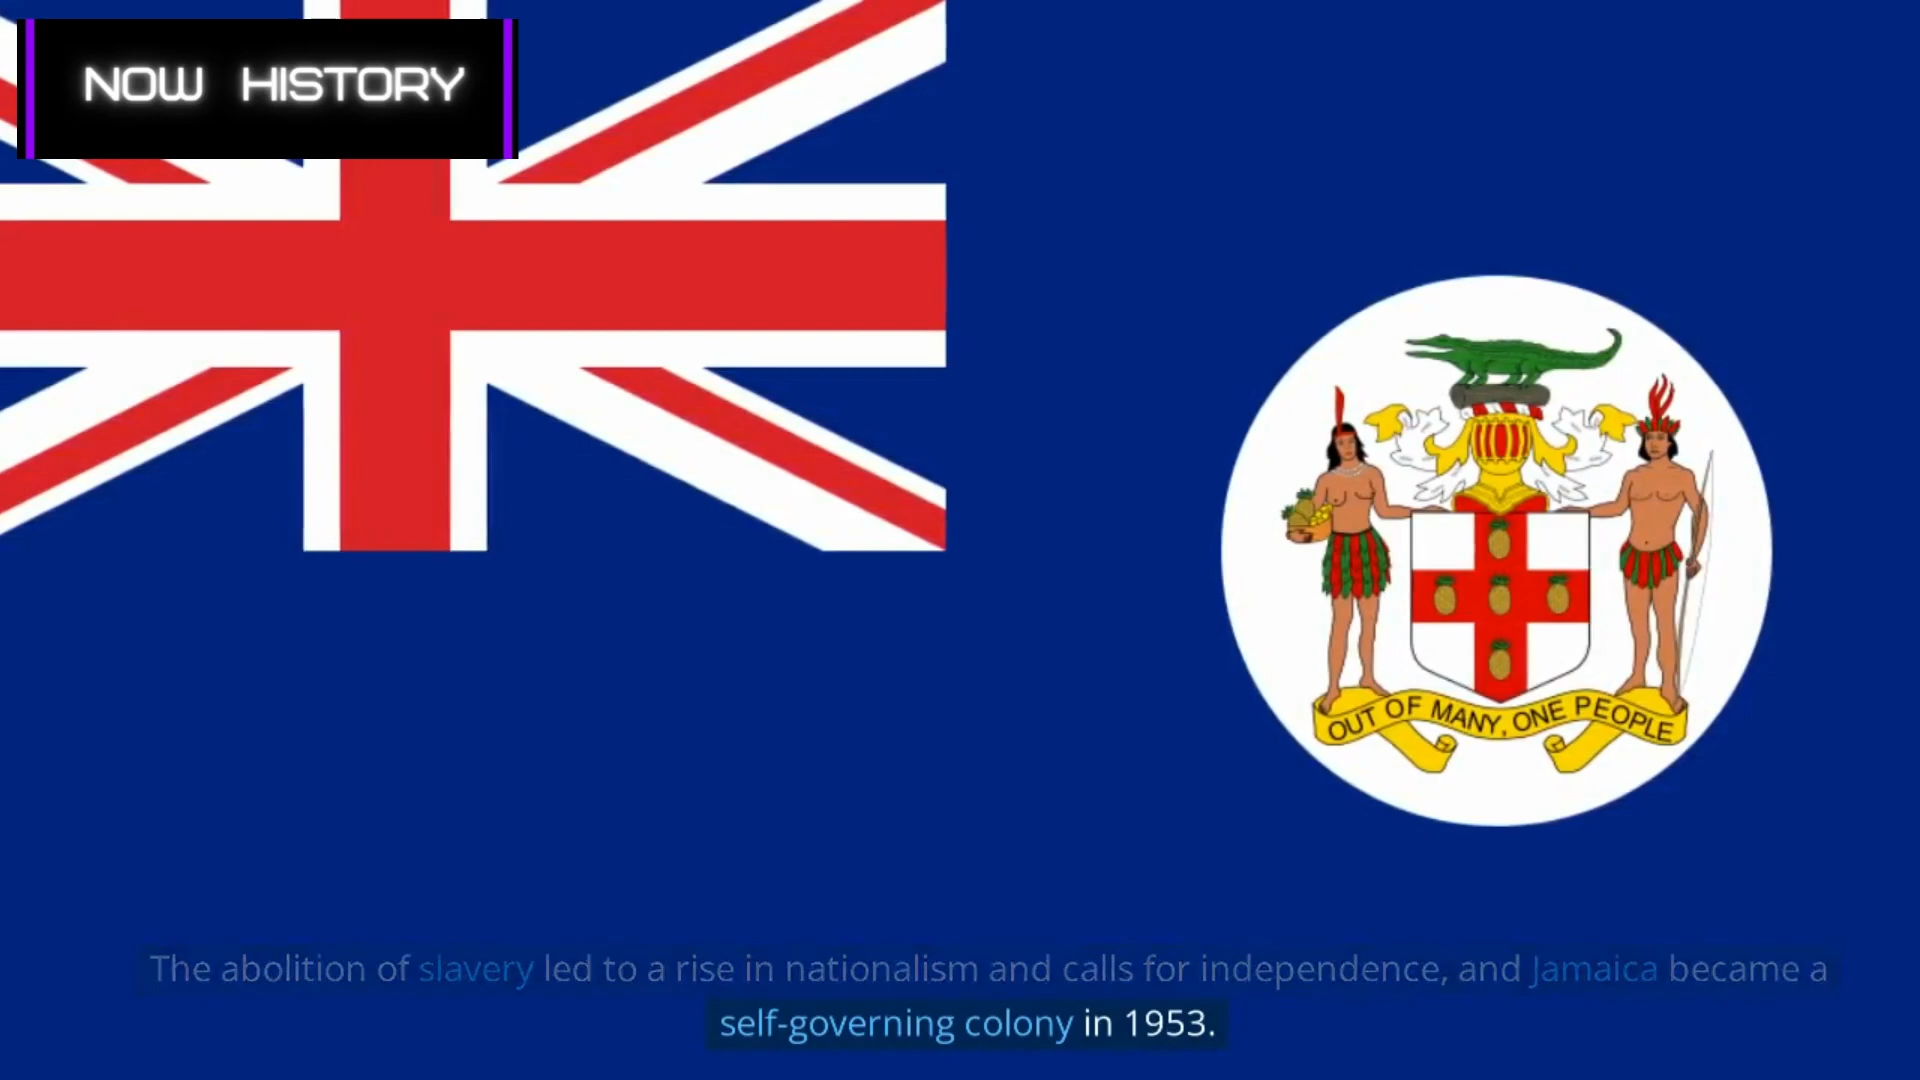 NOW HISTORY
OUT OF MANY, ONE PEOPLE
The abolition of slavery led to a rise in nationalism and calls for independence, and Jamaica became a
self-governing colony in 1953.